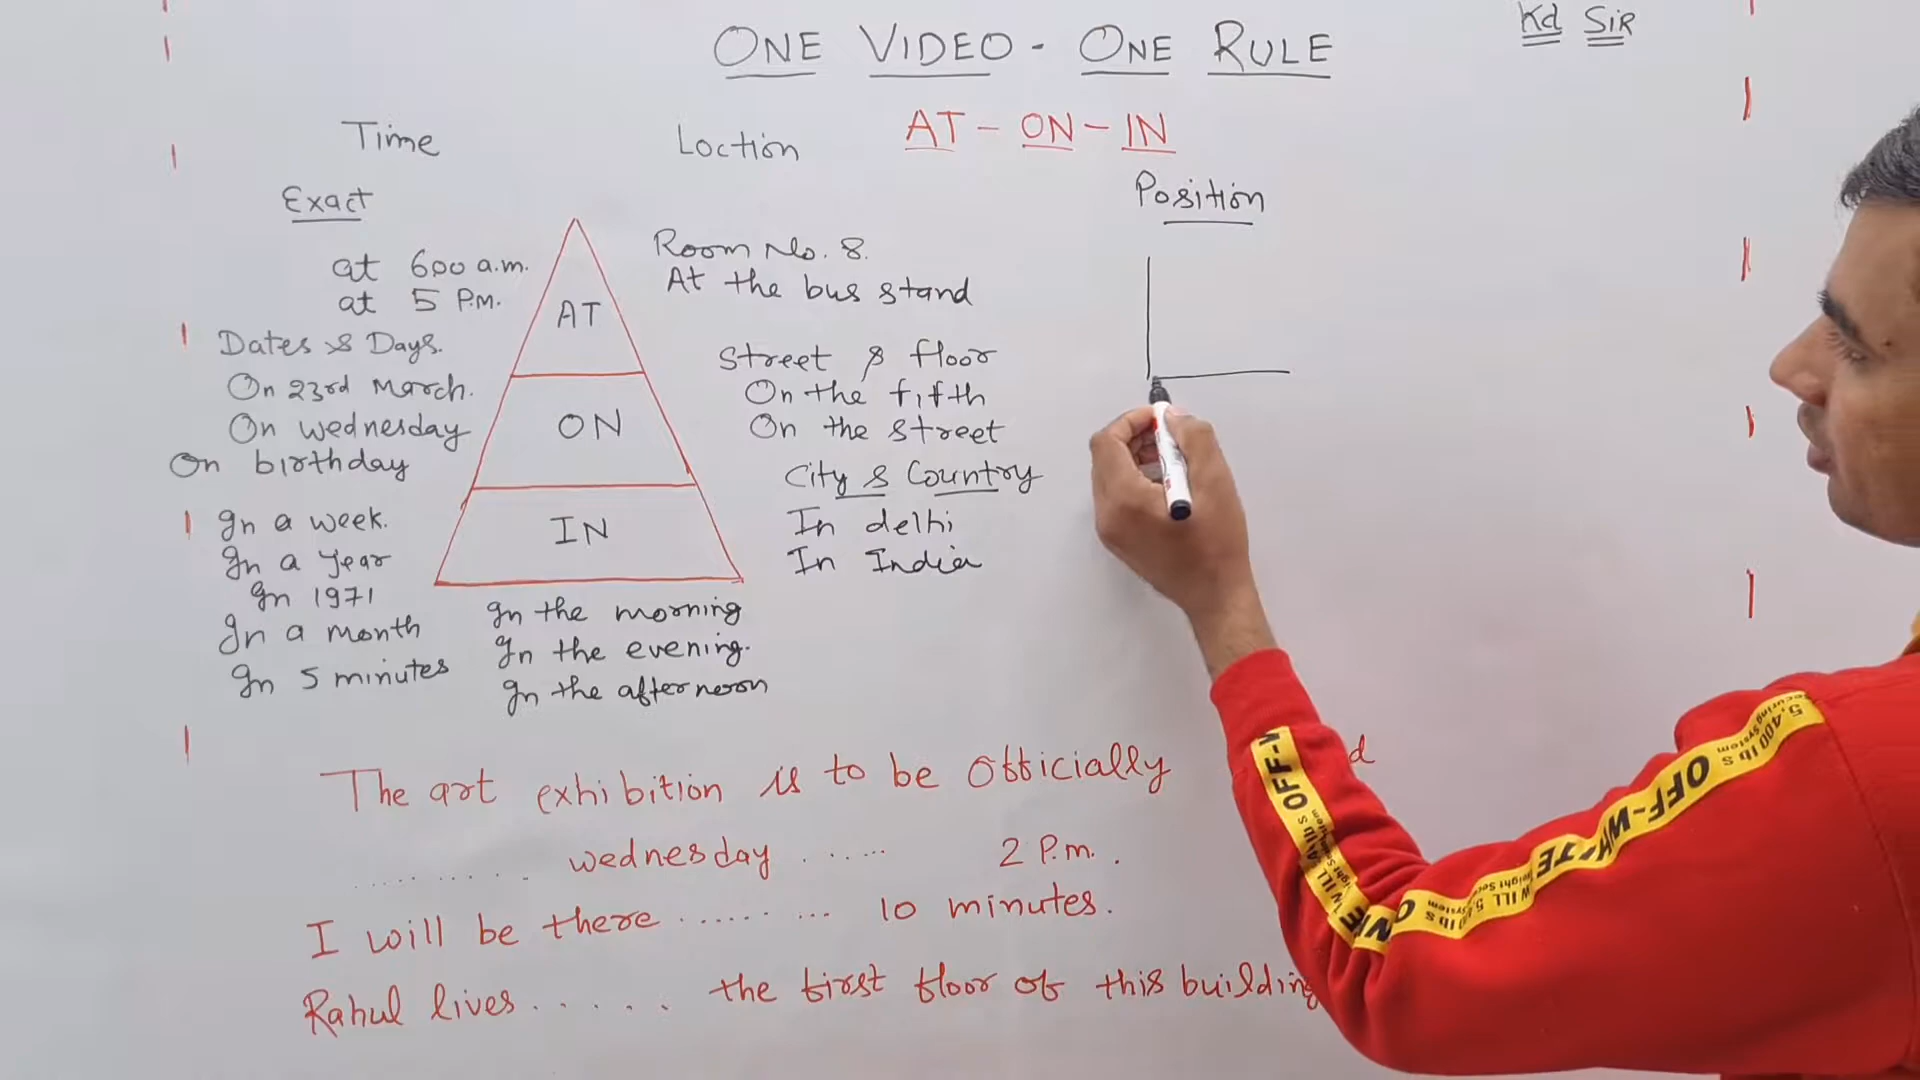 ONE VIDEO - ONE RULE
Kd SIR
AT - ON - IN
Time
Loction
Position
Exact
at 600 a.m.
at 5 P.M.
Dates & Days.
On 23rd March.
On wednesday
On birthday
In a week.
In a year
In 1971
In a month
In 5 minutes
AT
ON
IN
In the morning
In the evening.
In the afternoon
Room No. 8.
At the bus stand
Street & floor
On the fifth
On the street
City & Country
In delhi
In India
The art exhibition is to be Officially d
.......... wednesday ...... 2 P.m. .
I will be there ......... 10 minutes.
Rahul lives ...... the first floor of this building
OFF-WHITE